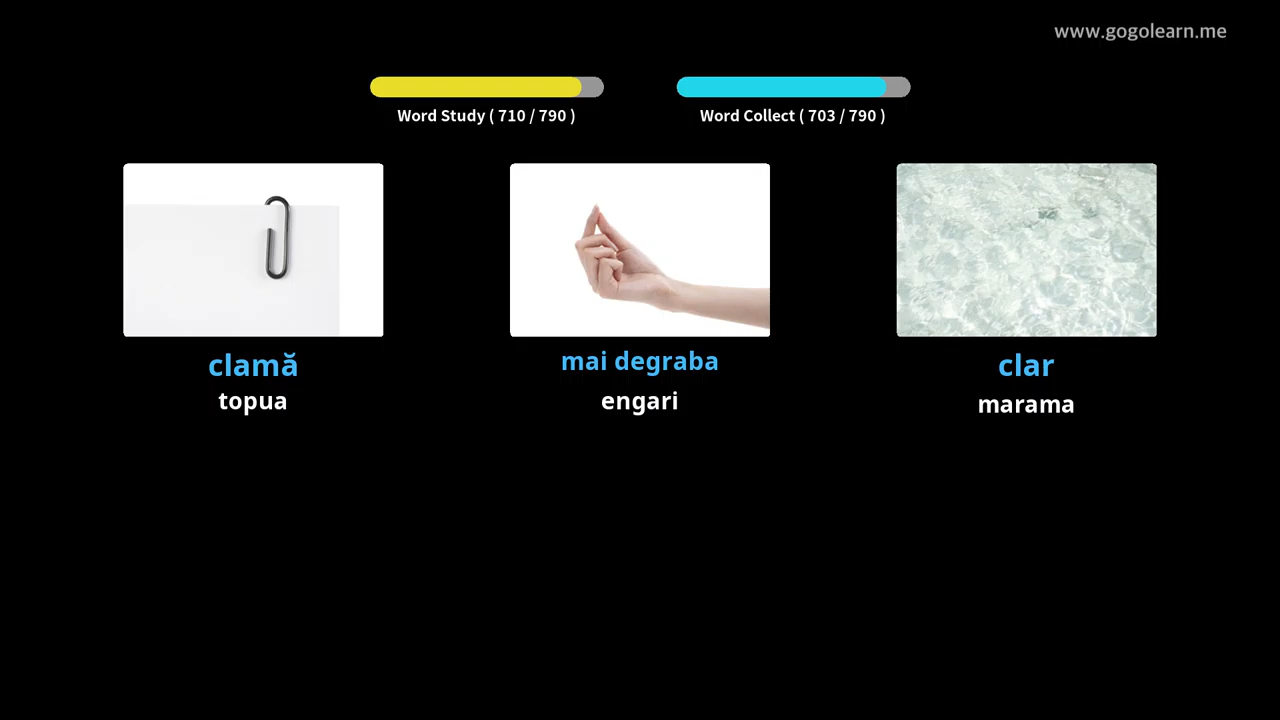 www.gogolearn.me
Word Study ( 710 / 790 )
Word Collect ( 703 / 790 )
clamă
mai degraba
clar
topua
engari
marama